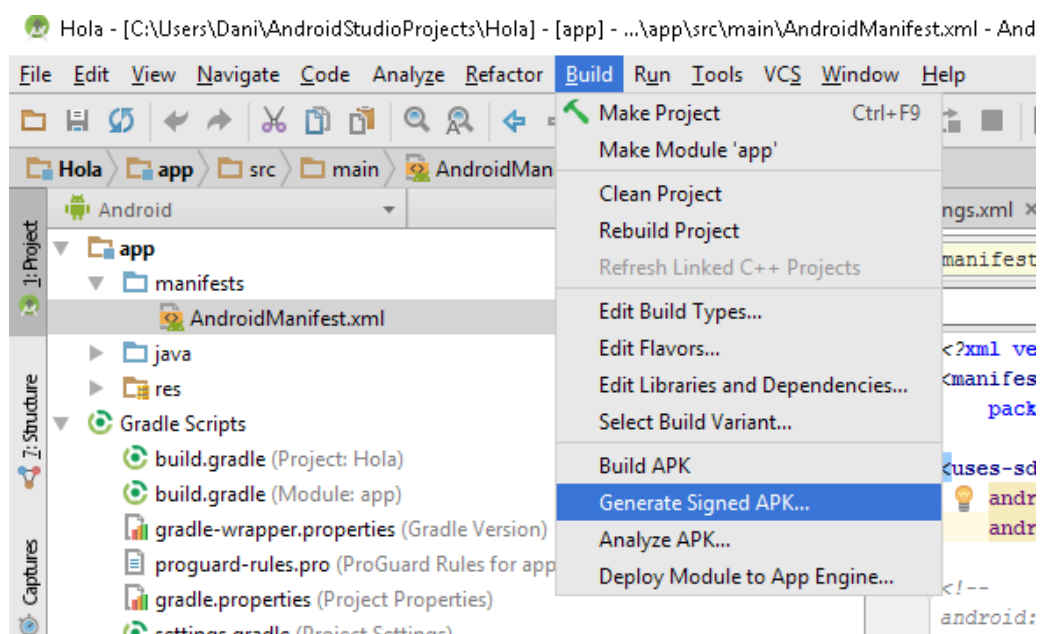 Hola - [C:\Users\Dani\AndroidStudioProjects\Hola] - [app] - ...\app\src\main\AndroidManifest.xml - And
File Edit View Navigate Code Analyze Refactor Build Run Tools VCS Window Help
Hola app src main AndroidMan
Android
1: Project
7: Structure
Captures
app
manifests
AndroidManifest.xml
java
res
Gradle Scripts
build.gradle (Project: Hola)
build.gradle (Module: app)
gradle-wrapper.properties (Gradle Version)
proguard-rules.pro (ProGuard Rules for app
gradle.properties (Project Properties)
settings.gradle (Project Settings)
Make Project Ctrl+F9
Make Module 'app'
Clean Project
Rebuild Project
Refresh Linked C++ Projects
Edit Build Types...
Edit Flavors...
Edit Libraries and Dependencies...
Select Build Variant...
Build APK
Generate Signed APK...
Analyze APK...
Deploy Module to App Engine...
ngs.xml
manifest
<?xml ve
<manifes
pack
<uses-sd
andr
andr
<!--
android: